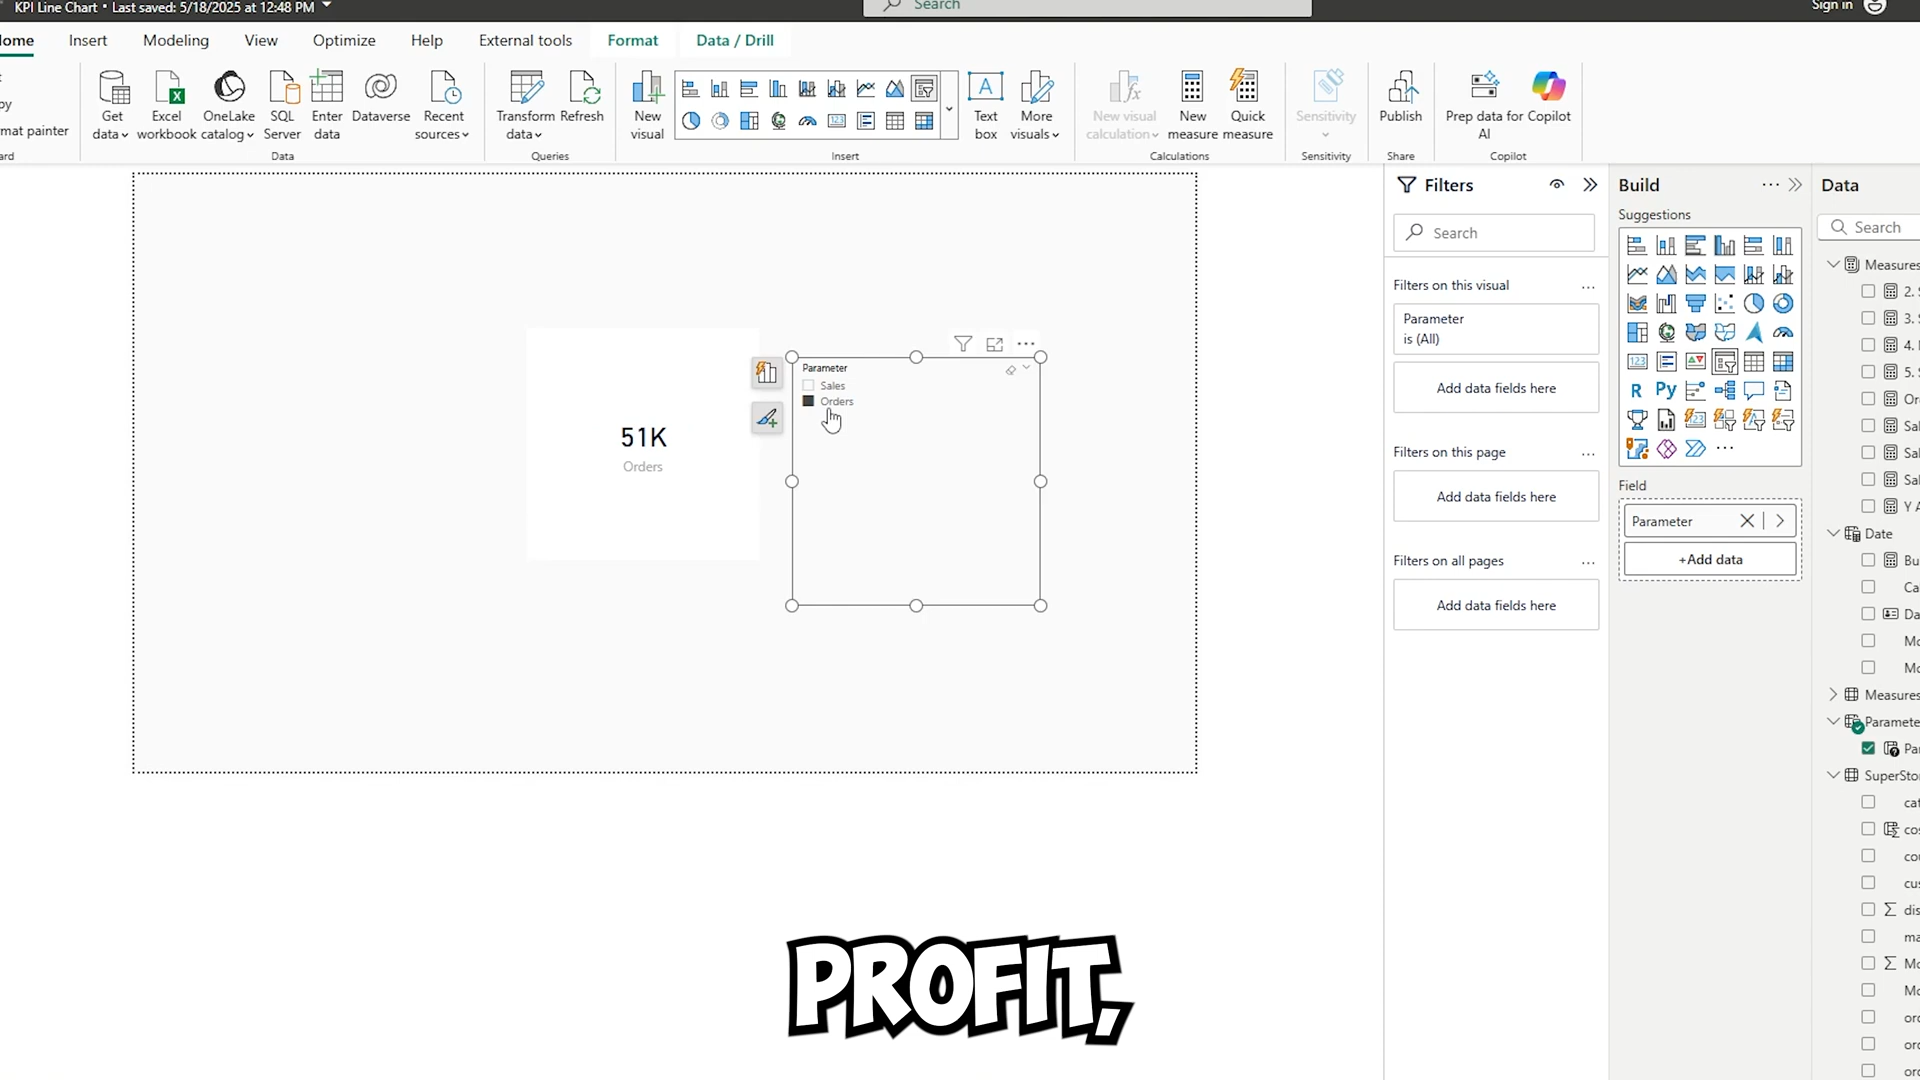 KPI Line Chart • Last saved: 5/18/2025 at 12:48 PM
Search
Sign in
Insert
Modeling
View
Optimize
Help
External tools
Format
Data / Drill
Get data
Excel workbook
OneLake catalog
SQL Server
Enter data
Dataverse
Recent sources
Transform data
Refresh
New visual
Text box
More visuals
New visual calculation
New measure
Quick measure
Sensitivity
Publish
Prep data for AI
Copilot
Data
Queries
Insert
Calculations
Sensitivity
Share
Copilot
Filters
Search
Filters on this visual
Parameter
is (All)
Add data fields here
Filters on this page
Add data fields here
Filters on all pages
Add data fields here
Build
Suggestions
Field
Parameter
+Add data
Data
Search
Measures
2.
3.
4.
5.
Date
Measures
51K
Orders
Parameter
Sales
Orders
PROFIT,